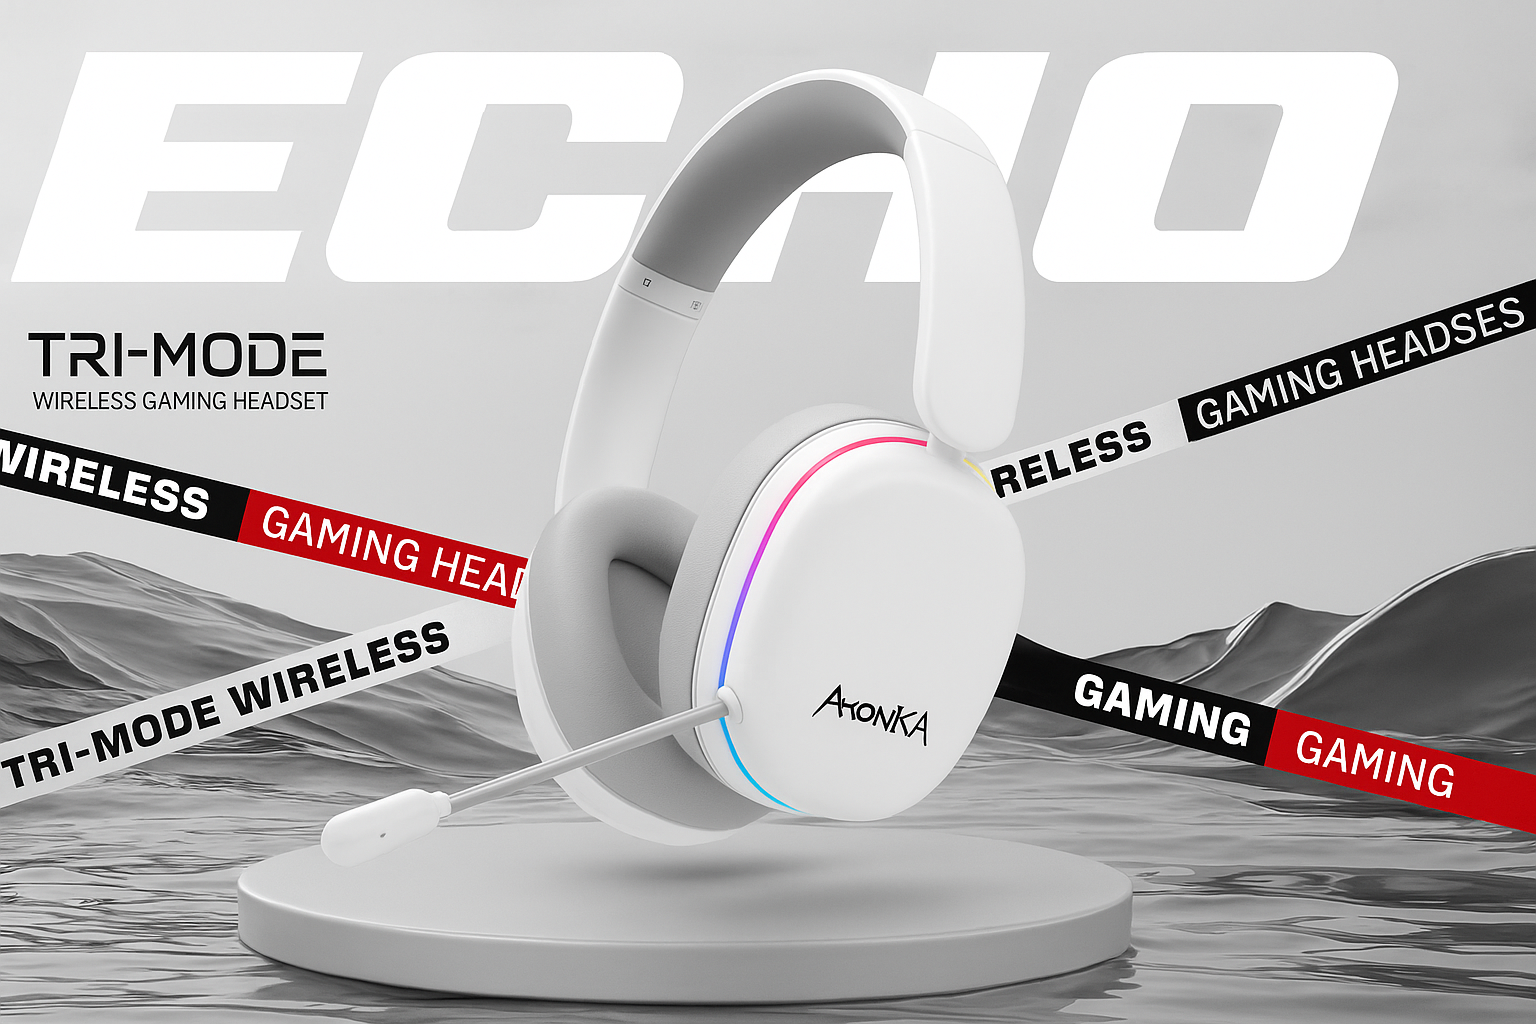 ECHO
TRI-MODE
WIRELESS GAMING HEADSET
GAMING HEADSES
RELESS
WIRELESS
GAMING HEAD
TRI-MODE WIRELESS
AKONKA
GAMING
GAMING